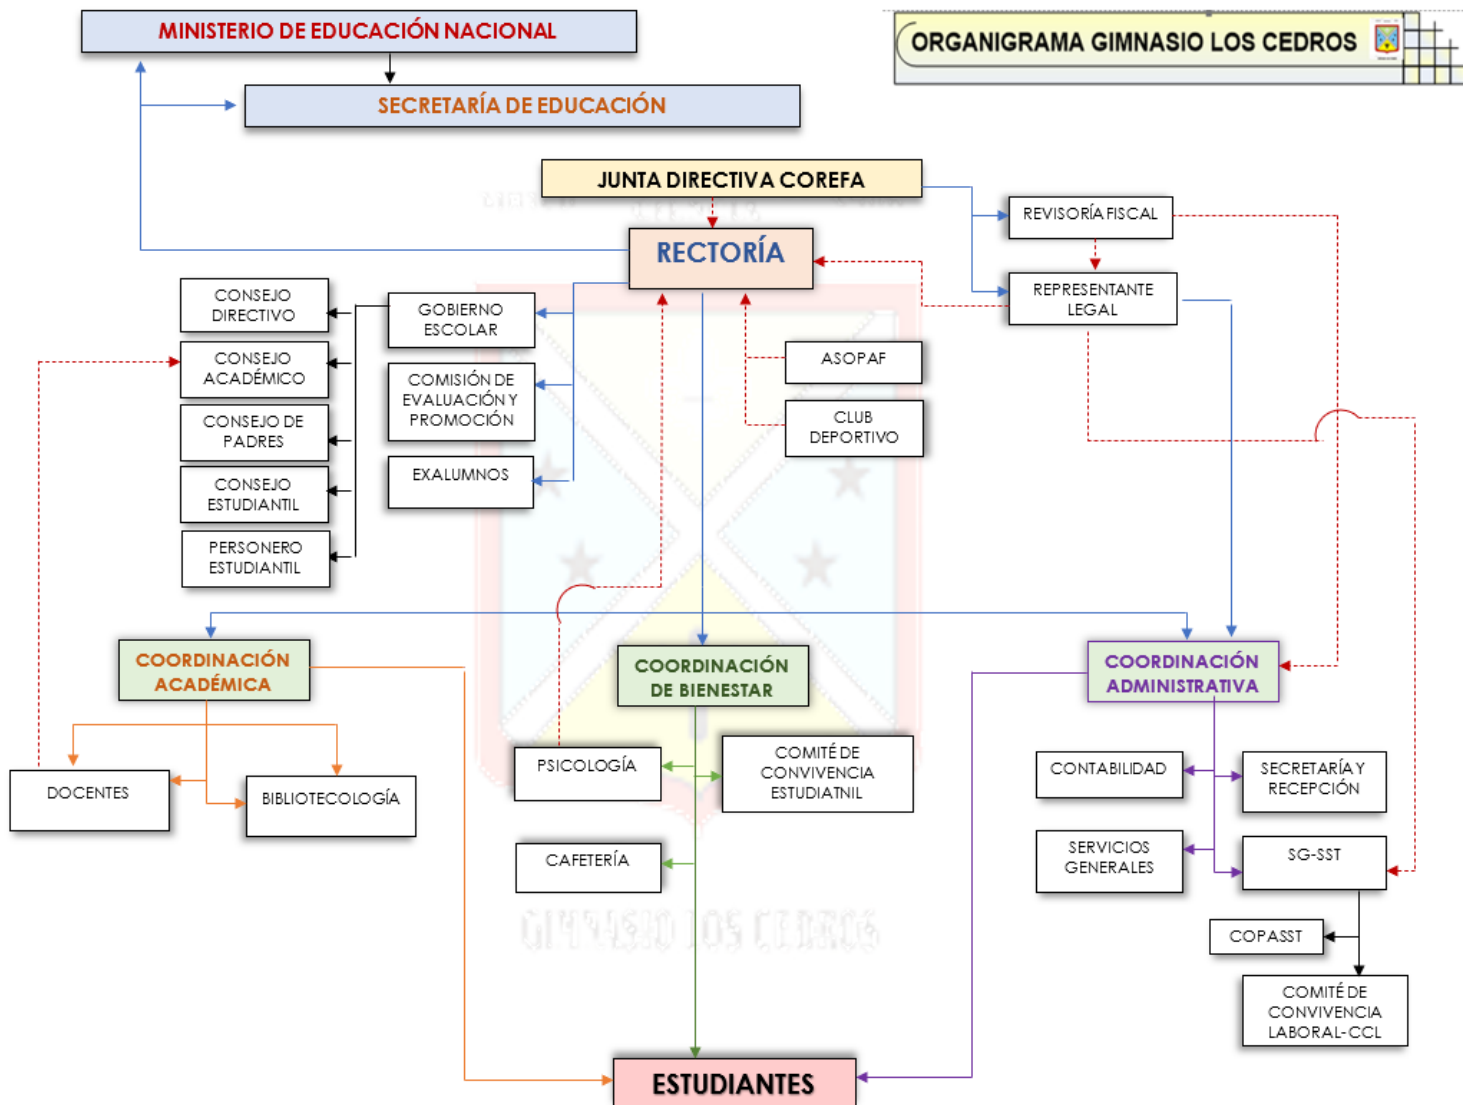 MINISTERIO DE EDUCACIÓN NACIONAL
ORGANIGRAMA GIMNASIO LOS CEDROS
SECRETARÍA DE EDUCACIÓN
JUNTA DIRECTIVA COREFA
REVISORÍA FISCAL
RECTORÍA
REPRESENTANTE
LEGAL
CONSEJO
DIRECTIVO
GOBIERNO
ESCOLAR
CONSEJO
ACADÉMICO
ASOPAF
COMISIÓN DE
EVALUACIÓN Y
PROMOCIÓN
CONSEJO DE
PADRES
CLUB
DEPORTIVO
EXALUMNOS
CONSEJO
ESTUDIANTIL
PERSONERO
ESTUDIANTIL
COORDINACIÓN
ACADÉMICA
COORDINACIÓN
DE BIENESTAR
COORDINACIÓN
ADMINISTRATIVA
DOCENTES
BIBLIOTECOLOGÍA
PSICOLOGÍA
COMITÉ DE
CONVIVENCIA
ESTUDIATNIL
CONTABILIDAD
SECRETARÍA Y
RECEPCIÓN
CAFETERÍA
SERVICIOS
GENERALES
SG-SST
GIMNASIO LOS CEDROS
COPASST
COMITÉ DE
CONVIVENCIA
LABORAL-CCL
ESTUDIANTES